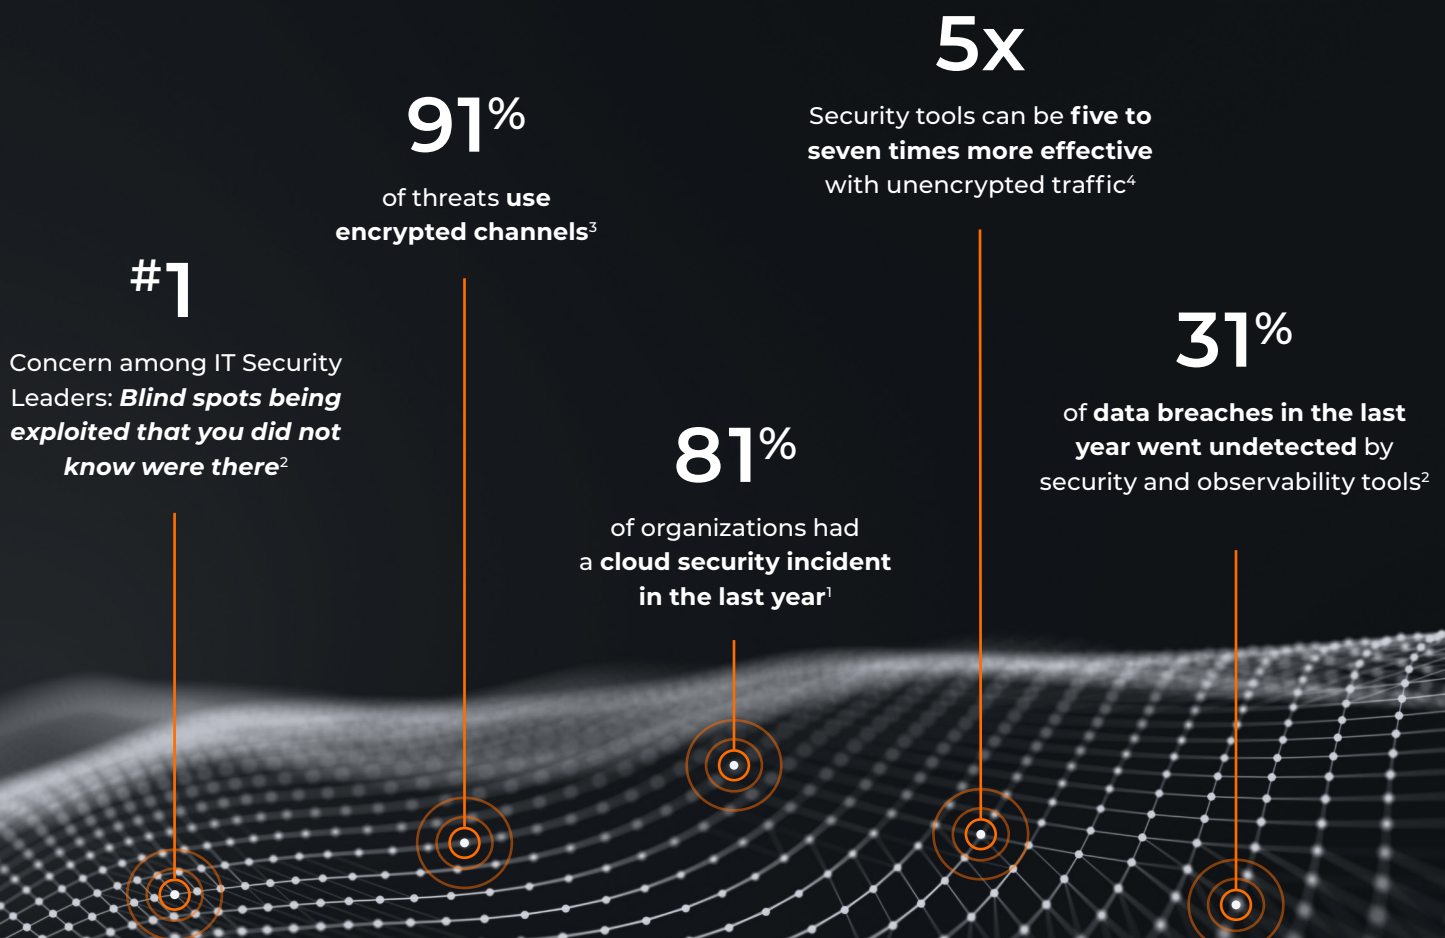 #1
Concern among IT Security
Leaders: Blind spots being
exploited that you did not
know were there²
91%
of threats use
encrypted channels³
81%
of organizations had
a cloud security incident
in the last year¹
5x
Security tools can be five to
seven times more effective
with unencrypted traffic⁴
31%
of data breaches in the last
year went undetected by
security and observability tools²